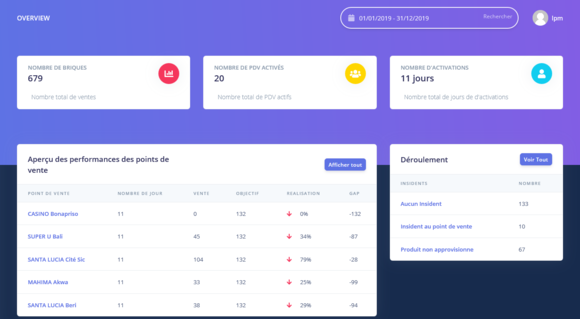 OVERVIEW
01/01/2019 - 31/12/2019
Rechercher
lpm
NOMBRE DE BRIQUES
679
Nombre total de ventes
NOMBRE DE PDV ACTIVÉS
20
Nombre total de PDV actifs
NOMBRE D'ACTIVATIONS
11 jours
Nombre total de jours de d'activations
Aperçu des performances des points de
vente
Afficher tout
POINT DE VENTE NOMBRE DE JOUR VENTE OBJECTIF REALISATION GAP
CASINO Bonapriso 11 0 132 0% -132
SUPER U Bali 11 45 132 34% -87
SANTA LUCIA Cité Sic 11 104 132 79% -28
MAHIMA Akwa 11 33 132 25% -99
SANTA LUCIA Beri 11 38 132 29% -94
Déroulement
Voir Tout
INSIDENTS NOMBRE
Aucun Insident 133
Insident au point de vente 10
Produit non approvisionne 67